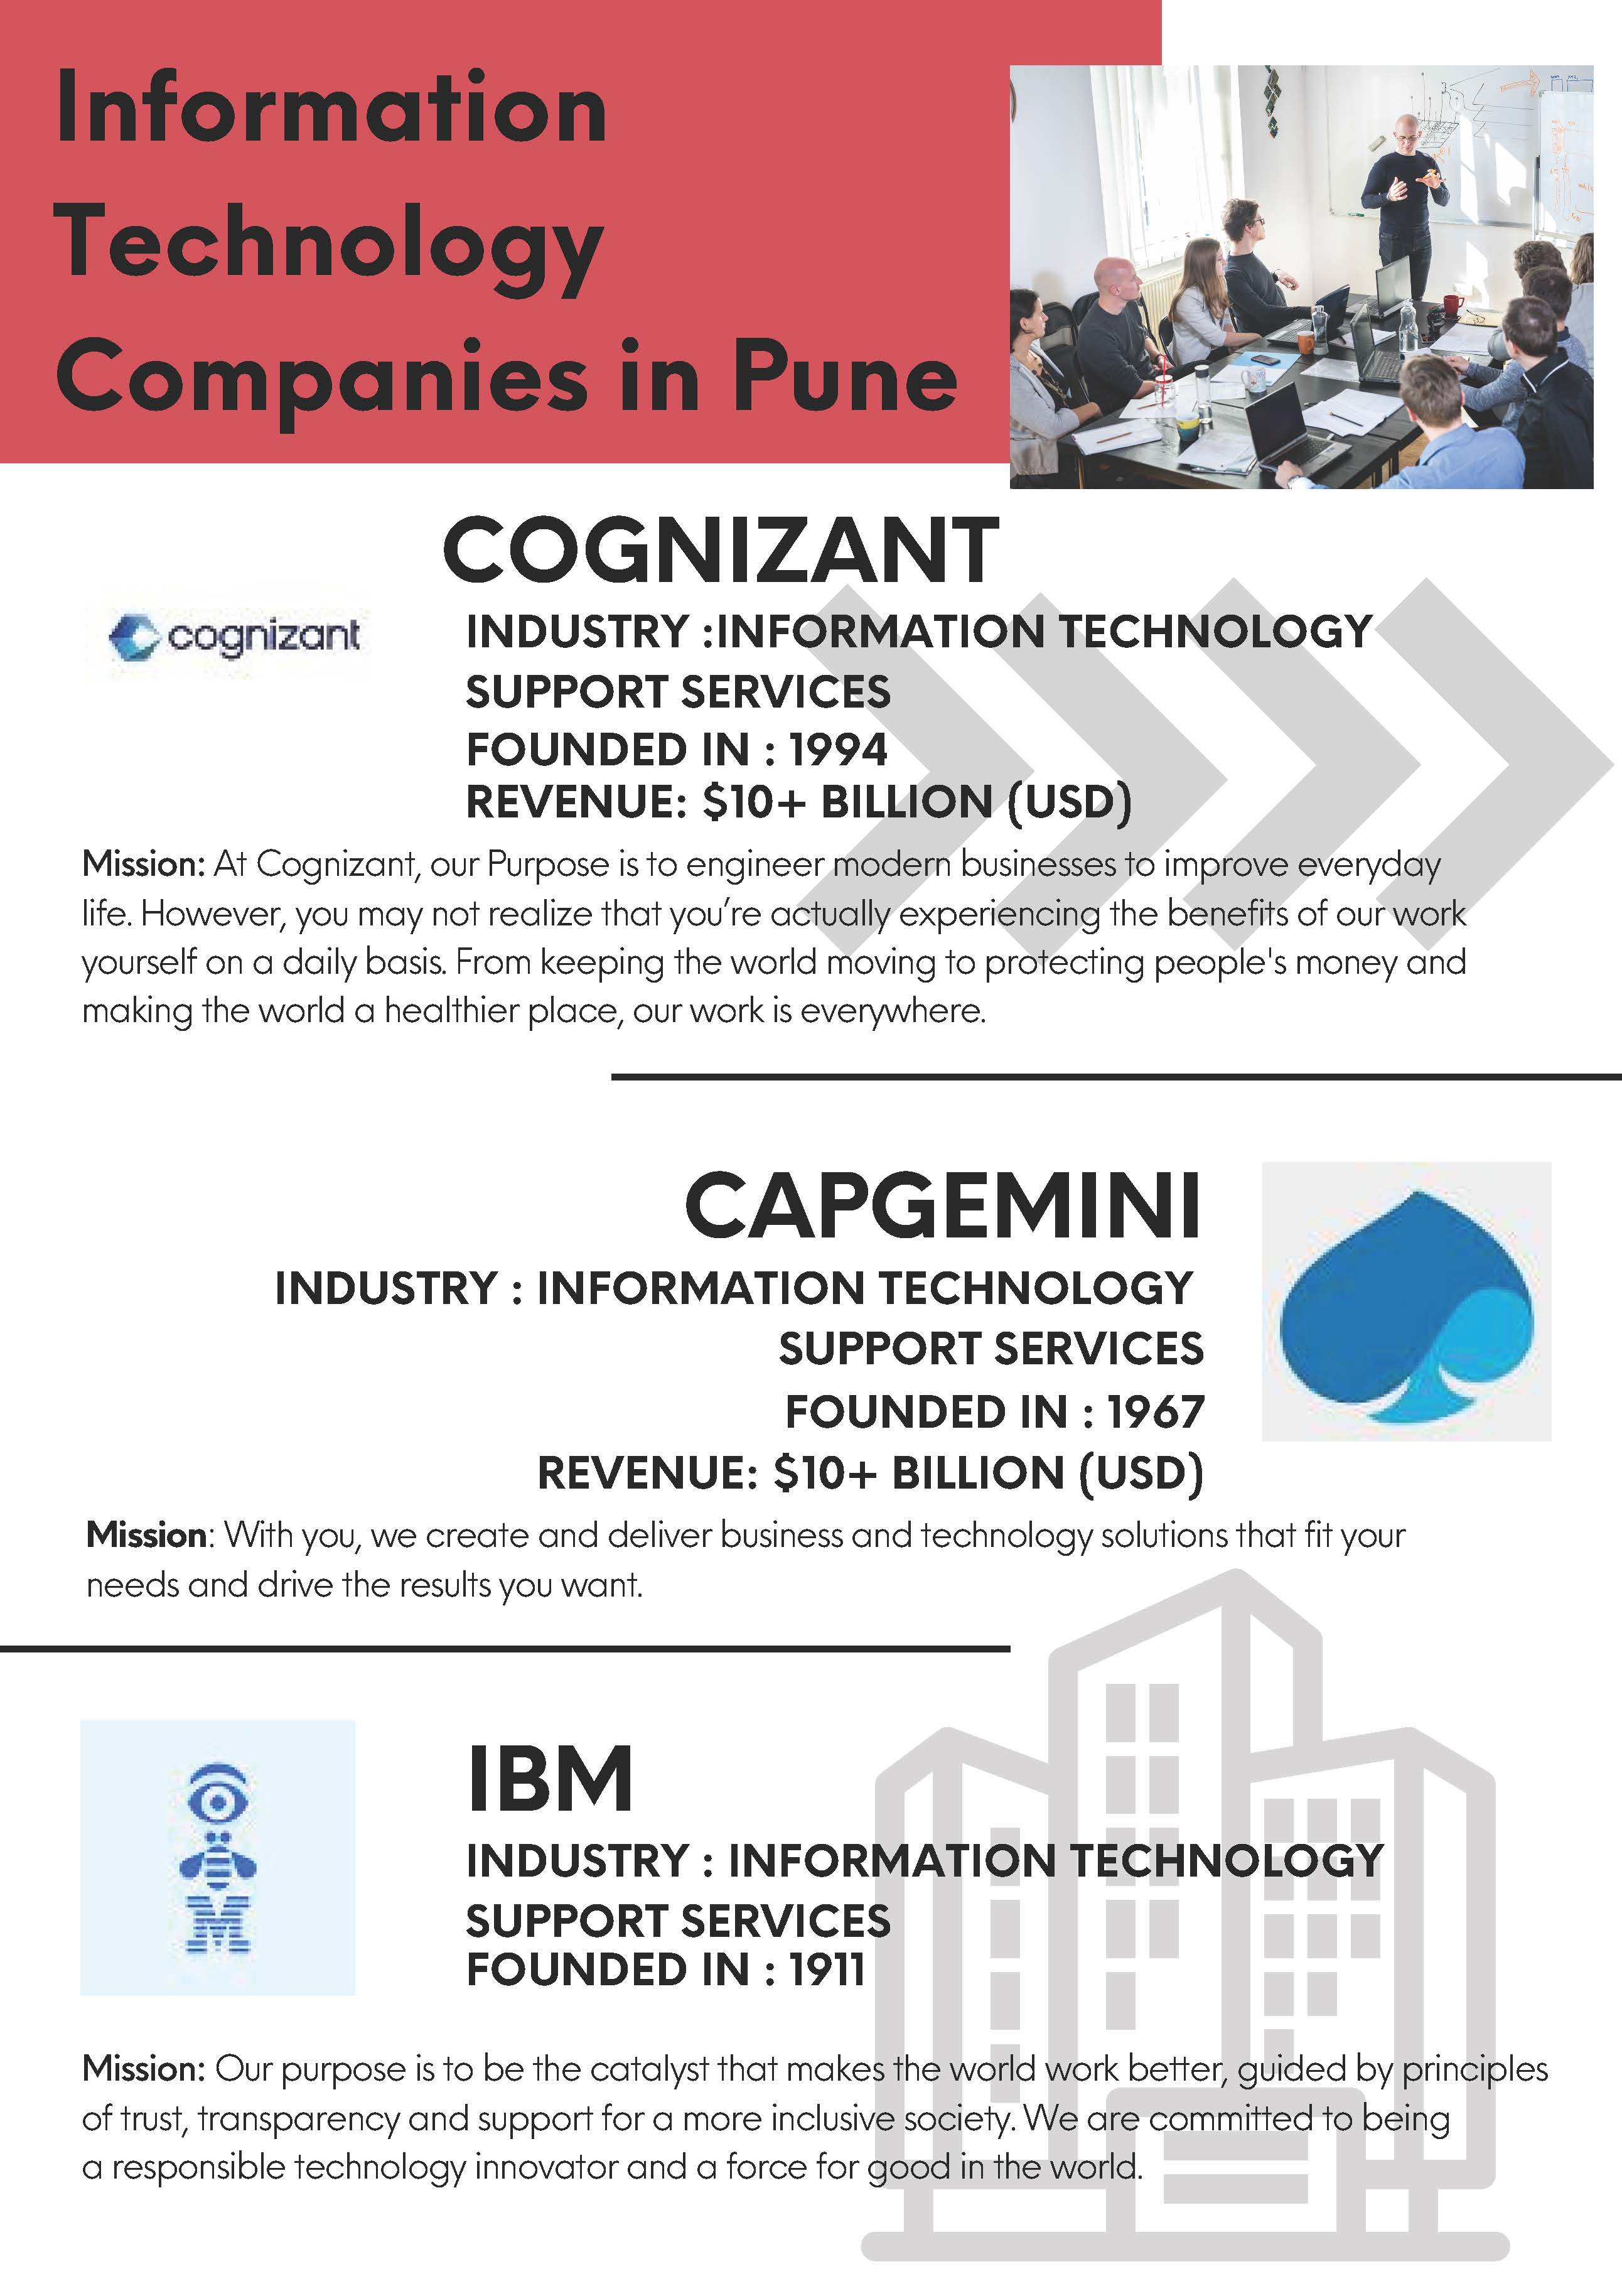 Information
Technology
Companies in Pune
COGNIZANT
cognizant
INDUSTRY :INFORMATION TECHNOLOGY
SUPPORT SERVICES
FOUNDED IN : 1994
REVENUE: $10+ BILLION (USD)
Mission: At Cognizant, our Purpose is to engineer modern businesses to improve everyday
life. However, you may not realize that you’re actually experiencing the benefits of our work
yourself on a daily basis. From keeping the world moving to protecting people's money and
making the world a healthier place, our work is everywhere.
CAPGEMINI
INDUSTRY : INFORMATION TECHNOLOGY
SUPPORT SERVICES
FOUNDED IN : 1967
REVENUE: $10+ BILLION (USD)
Mission: With you, we create and deliver business and technology solutions that fit your
needs and drive the results you want.
M
IBM
INDUSTRY : INFORMATION TECHNOLOGY
SUPPORT SERVICES
FOUNDED IN : 1911
Mission: Our purpose is to be the catalyst that makes the world work better, guided by principles
of trust, transparency and support for a more inclusive society. We are committed to being
a responsible technology innovator and a force for good in the world.